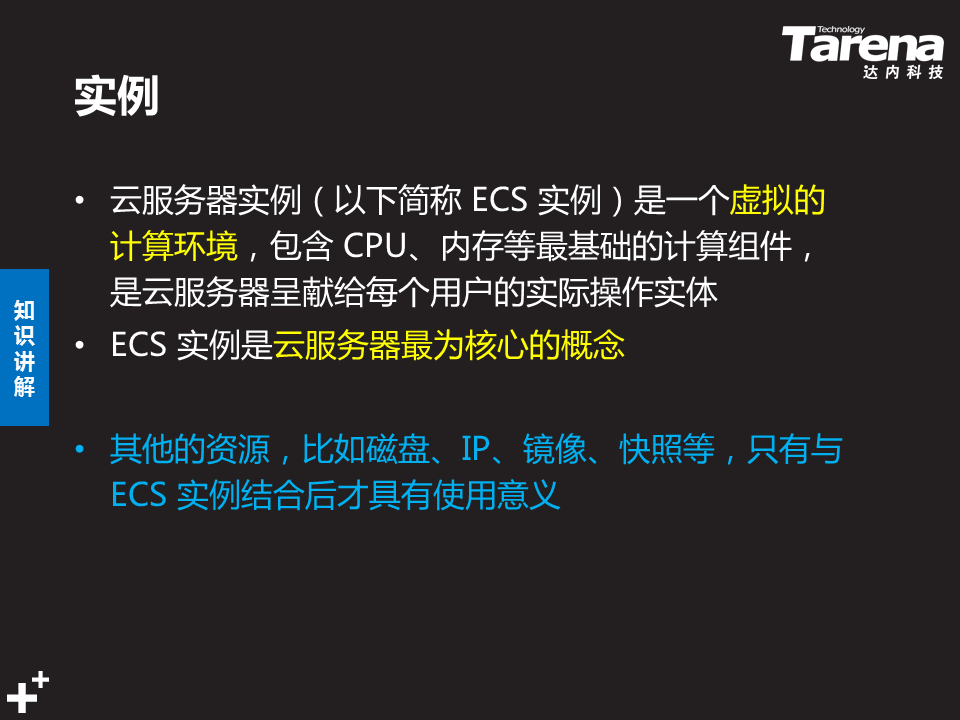 Technology
Tarena
达内科技
实例
• 云服务器实例（以下简称 ECS 实例）是一个虚拟的
计算环境，包含 CPU、内存等最基础的计算组件，
是云服务器呈献给每个用户的实际操作实体
• ECS 实例是云服务器最为核心的概念
知
识
讲
解
• 其他的资源，比如磁盘、IP、镜像、快照等，只有与
ECS 实例结合后才具有使用意义